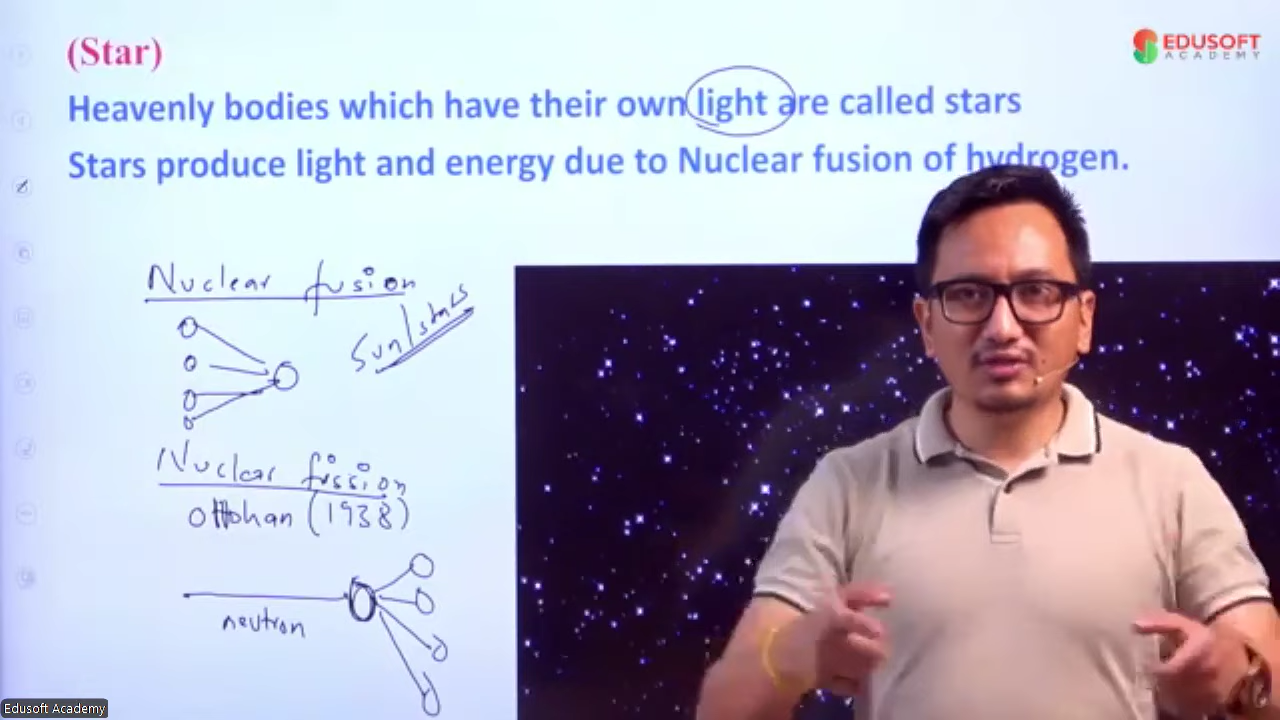 (Star)
EDUSOFT
ACADEMY
Heavenly bodies which have their own light are called stars
Stars produce light and energy due to Nuclear fusion of hydrogen.
Nuclear fusion
Sun/stars
Nuclear fission
Ottohan (1938)
neutron
Edusoft Academy